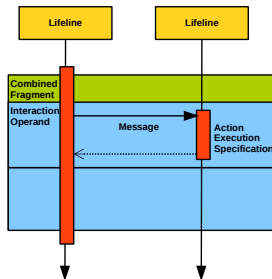 Lifeline
Lifeline
Combined
Fragment
Interaction
Operand
Message
Action
Execution
Specification